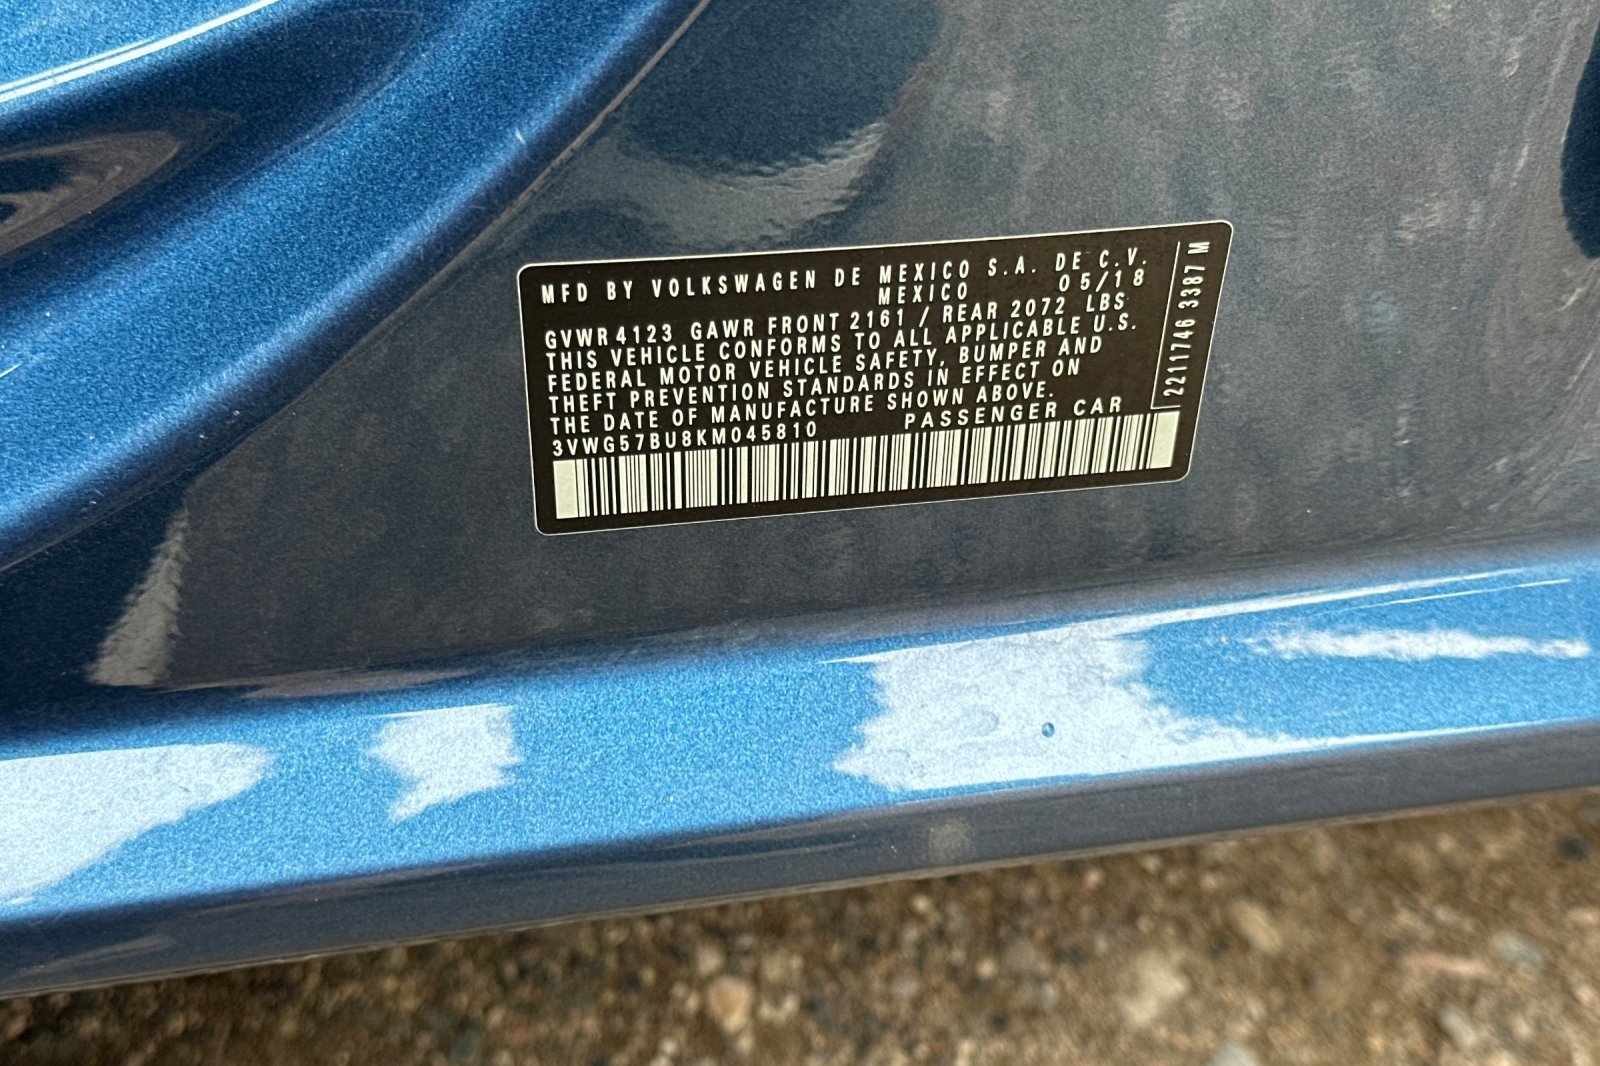 MFD BY VOLKSWAGEN DE MEXICO S.A. DE C.V.
MEXICO 05/18
GVWR 4123 GAWR FRONT 2161 / REAR 2072 LBS
THIS VEHICLE CONFORMS TO ALL APPLICABLE U.S.
FEDERAL MOTOR VEHICLE SAFETY, BUMPER AND
THEFT PREVENTION STANDARDS IN EFFECT ON
THE DATE OF MANUFACTURE SHOWN ABOVE.
3VWG57BU8KM045810 PASSENGER CAR
2211746 3387 M